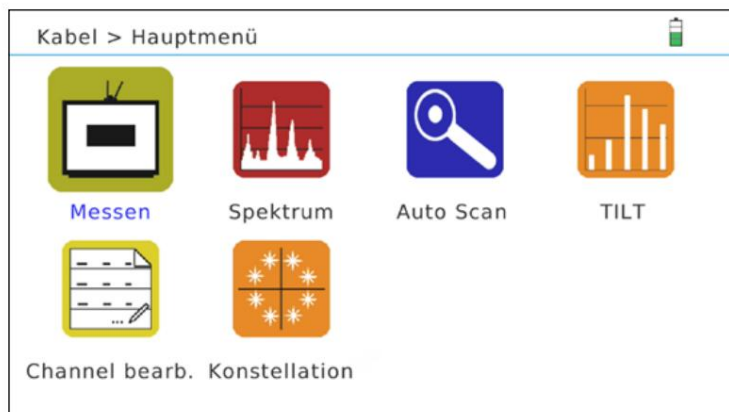 Kabel > Hauptmenü
Messen Spektrum Auto Scan TILT
Channel bearb. Konstellation